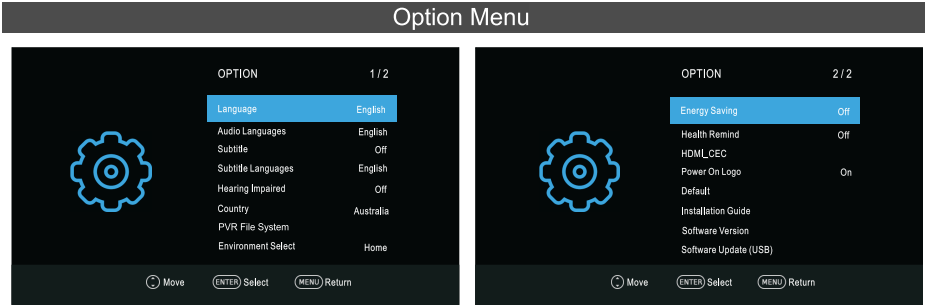 Option Menu
OPTION 1 / 2
Language English
Audio Languages English
Subtitle Off
Subtitle Languages English
Hearing Impaired Off
Country Australia
PVR File System
Environment Select Home
Move ENTER Select MENU Return
OPTION 2 / 2
Energy Saving Off
Health Remind Off
HDMI_CEC
Power On Logo On
Default
Installation Guide
Software Version
Software Update (USB)
Move ENTER Select MENU Return